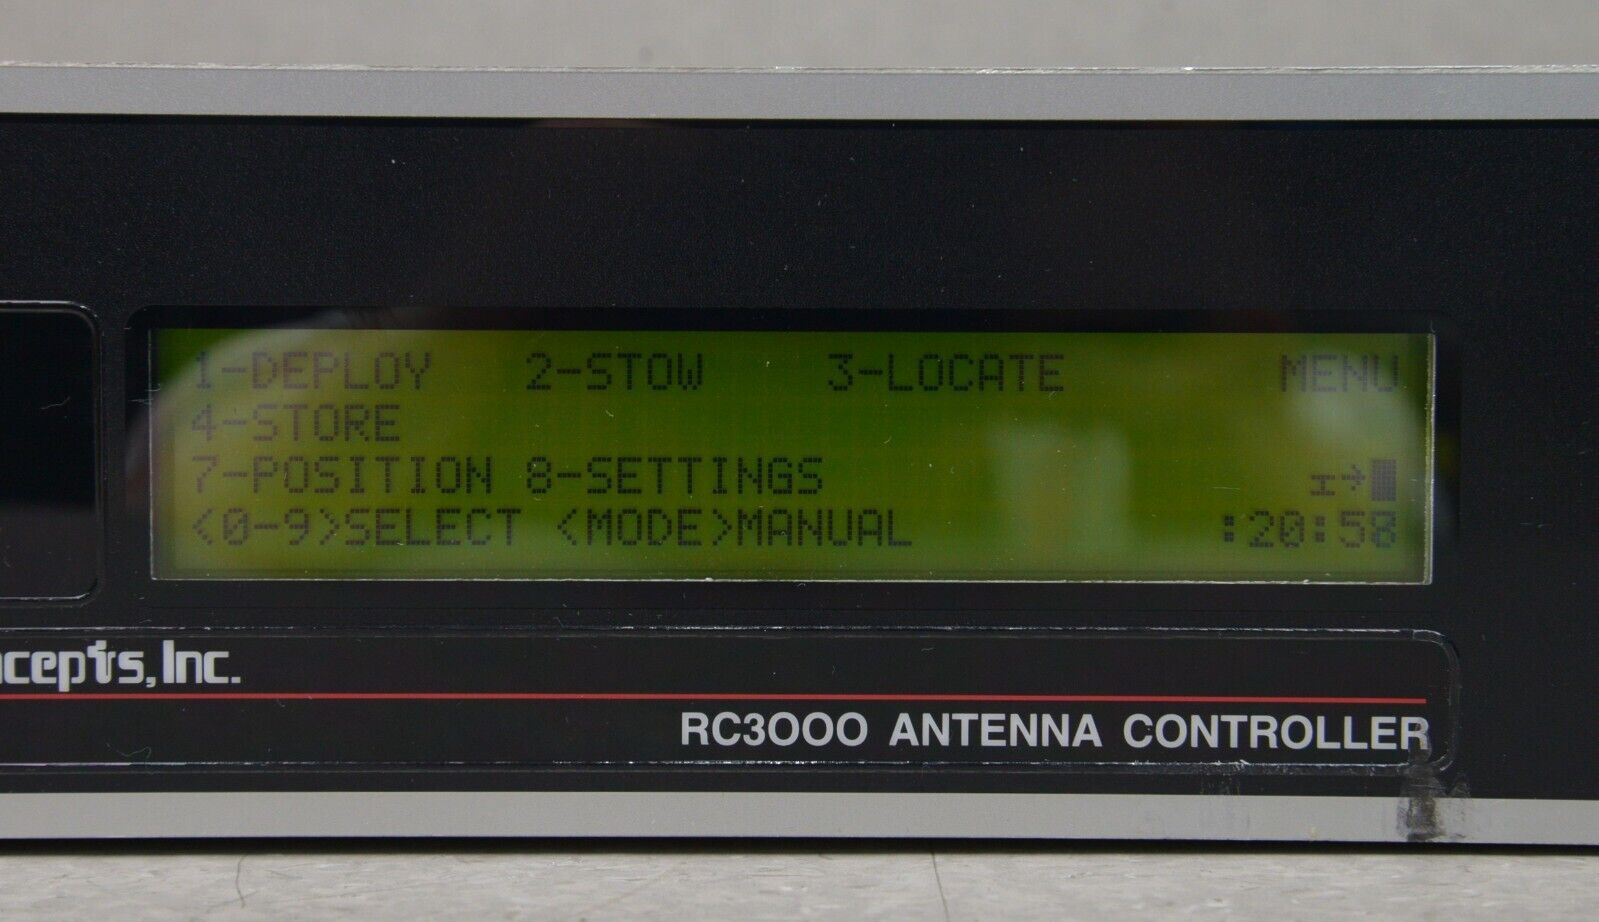 1-DEPLOY 2-STOW 3-LOCATE MENU
4-STORE
7-POSITION 8-SETTINGS
<0-9>SELECT <MODE>MANUAL :20:58
ncepts, Inc.
RC3000 ANTENNA CONTROLLER